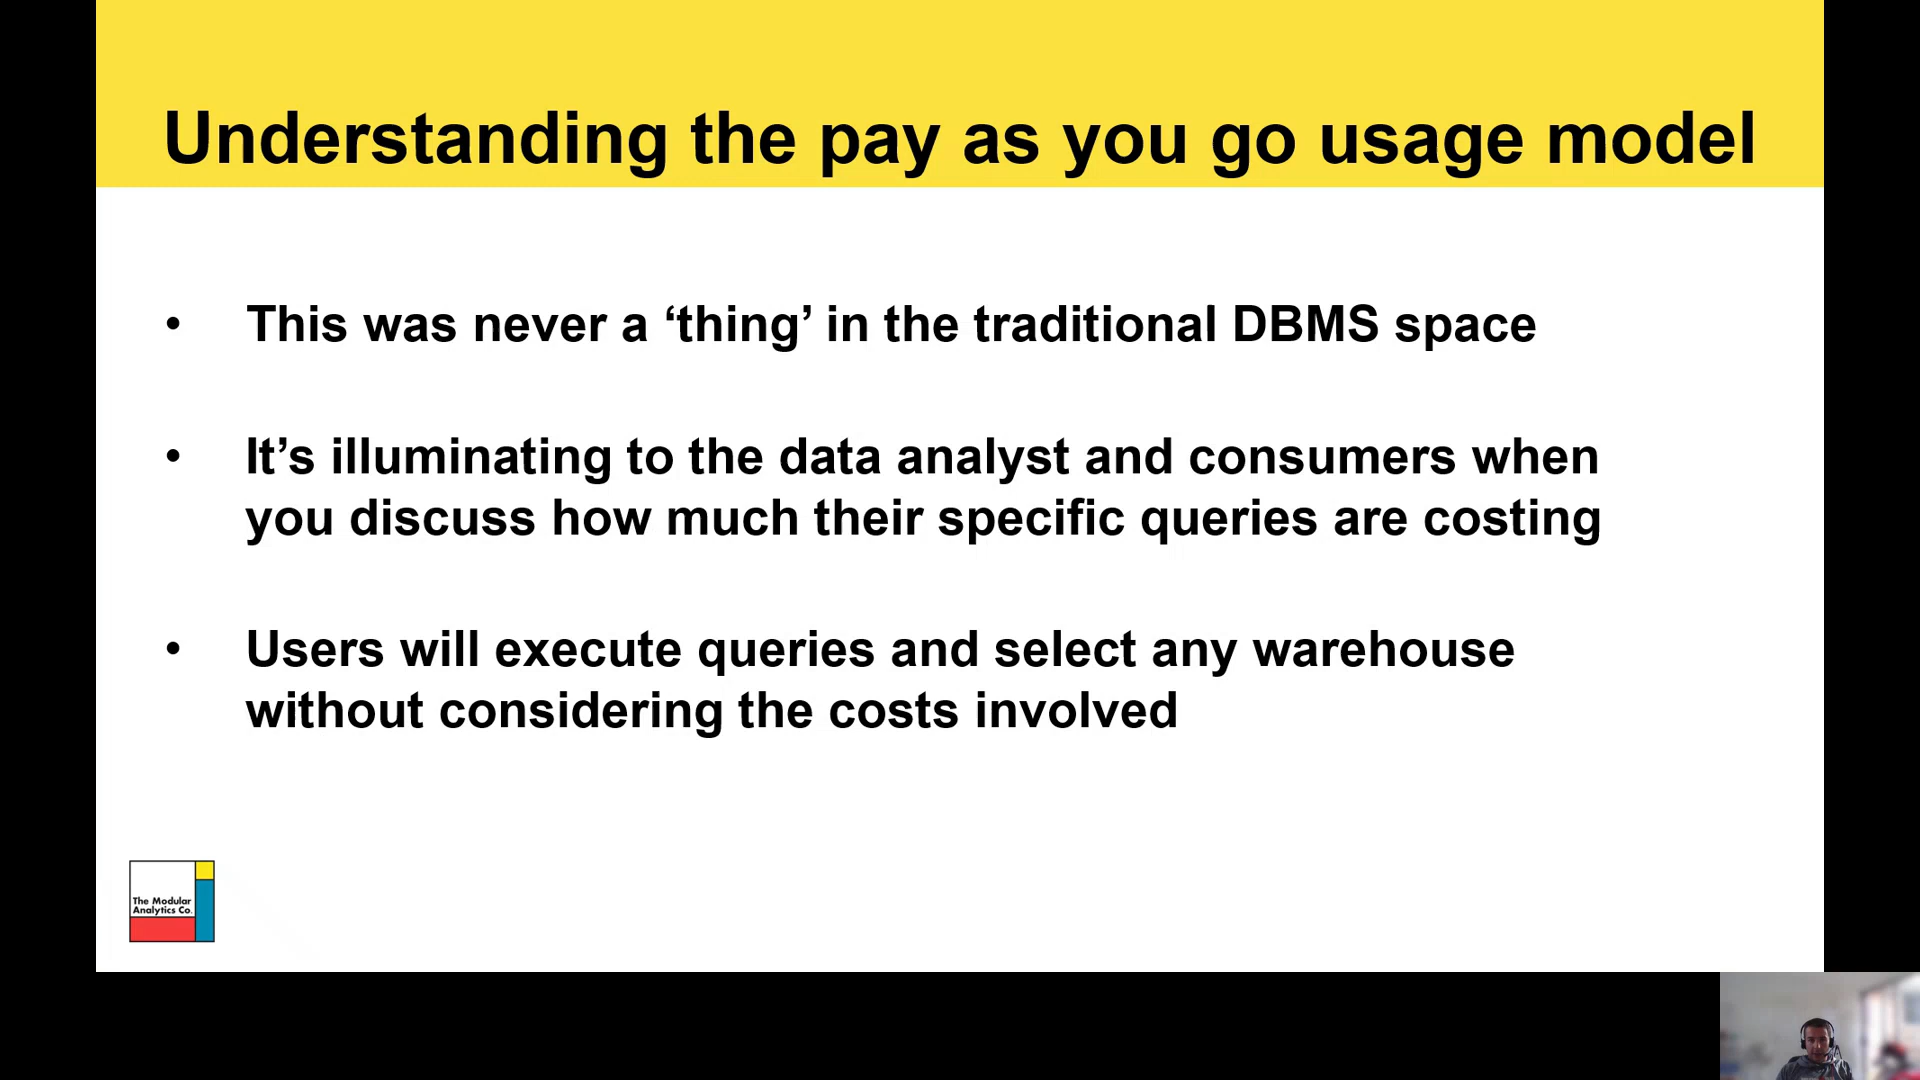 Understanding the pay as you go usage model
• This was never a ‘thing’ in the traditional DBMS space
• It’s illuminating to the data analyst and consumers when
you discuss how much their specific queries are costing
• Users will execute queries and select any warehouse
without considering the costs involved
The Modular
Analytics Co.